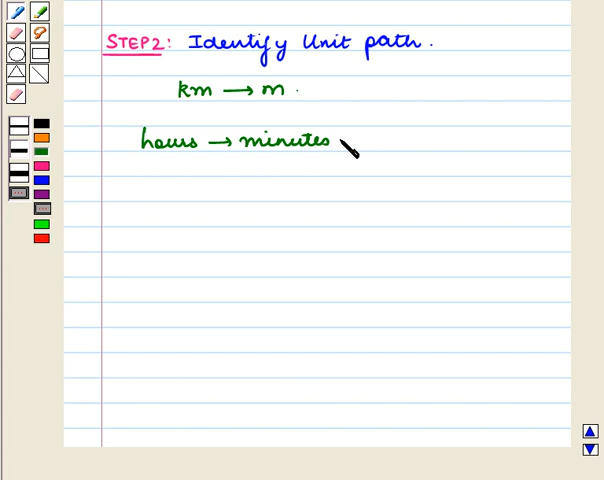 STEP2: Identify Unit path.
km → m.
hours → minutes